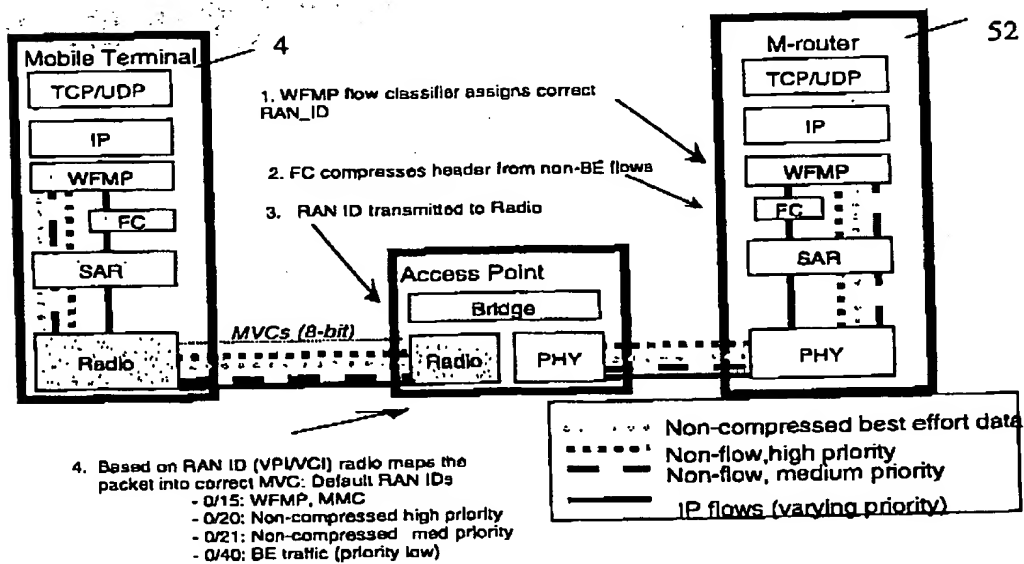 Mobile Terminal
4
TCP/UDP
IP
WFMP
FC
SAR
Radio
1. WFMP flow classifier assigns correct
RAN_ID
2. FC compresses header from non-BE flows
3. RAN ID transmitted to Radio
M-router
52
TCP/UDP
IP
WFMP
FC
SAR
PHY
Access Point
Bridge
Radio
PHY
MVCs (8-bit)
4. Based on RAN ID (VPI/VCI) radio maps the
packet into correct MVC: Default RAN IDs
- 0/15: WFMP, MMC
- 0/20: Non-compressed high priority
- 0/21: Non-compressed med priority
- 0/40: BE traffic (priority low)
Non-compressed best effort data
Non-flow,high priority
Non-flow, medium priority
IP flows (varying priority)